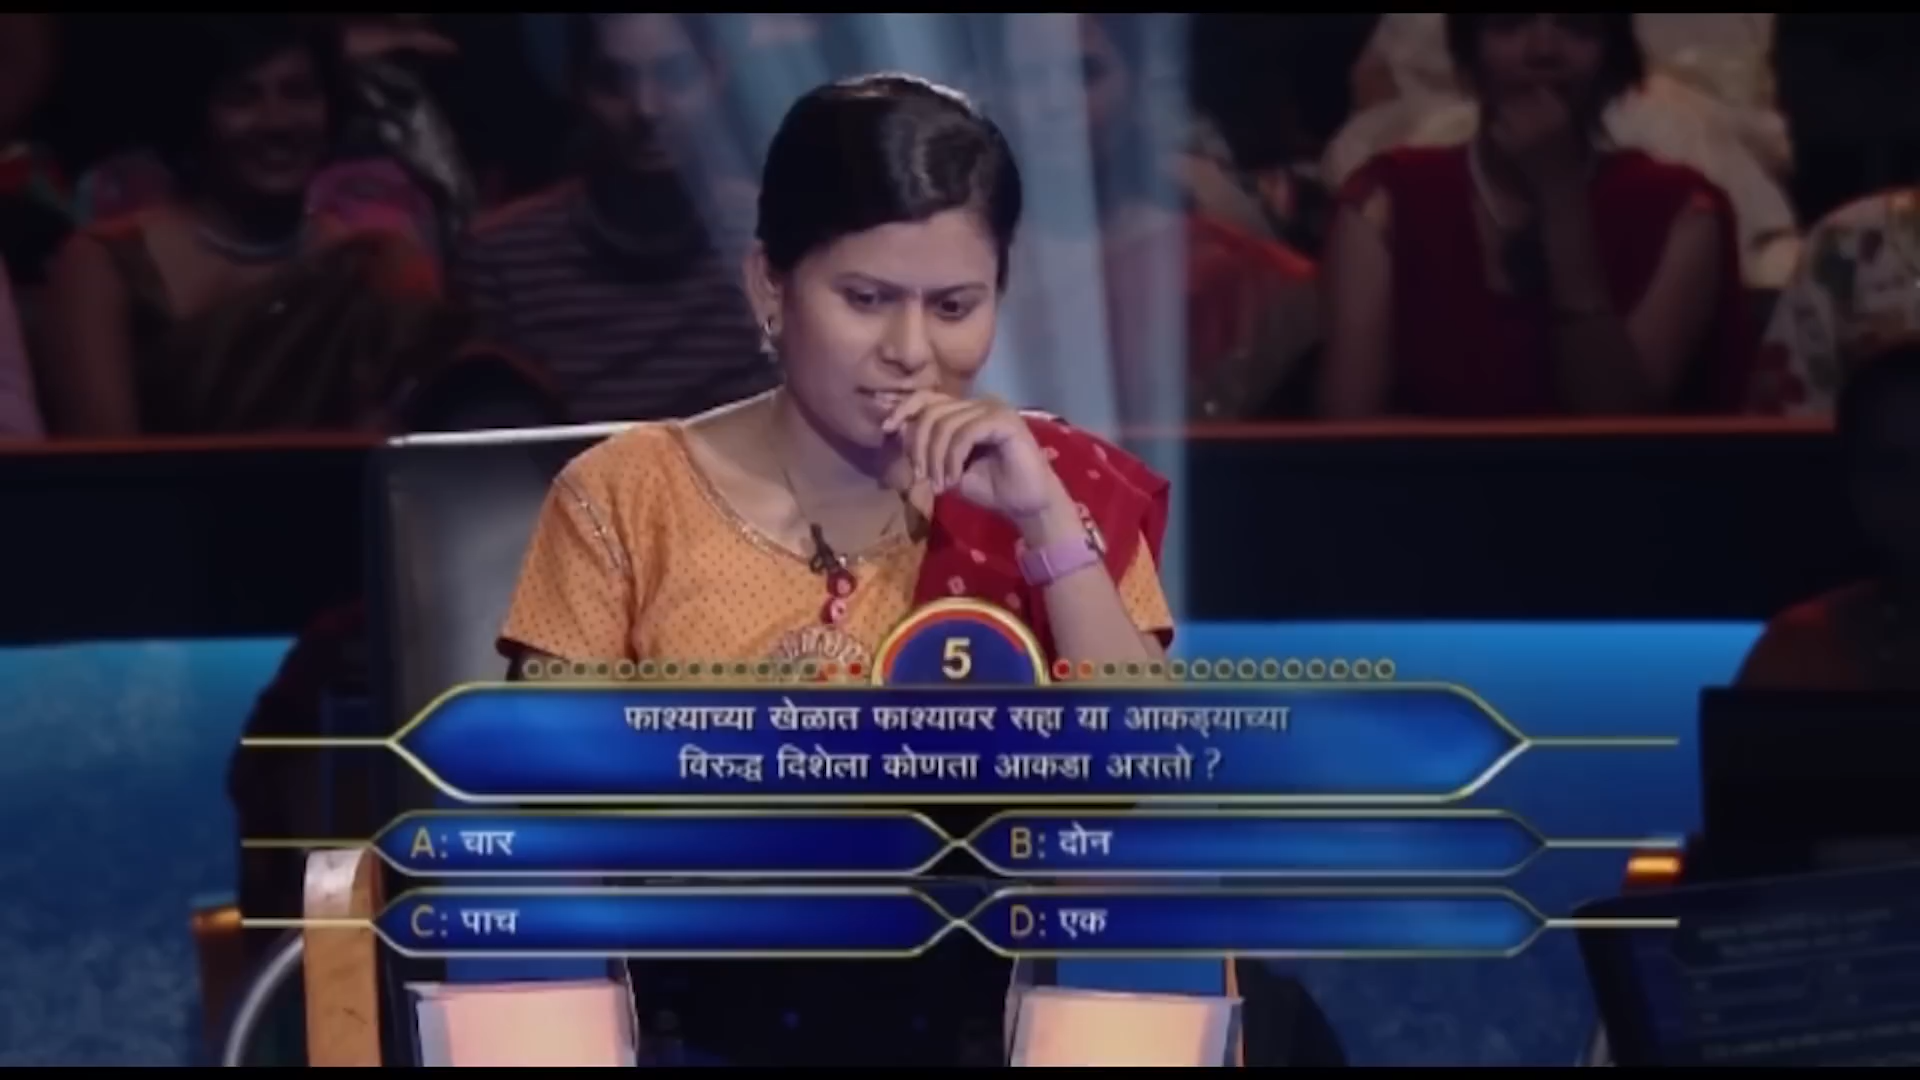 5
फाश्याच्या खेळात फाश्यावर सहा या आकड्याच्या
विरुद्ध दिशेला कोणता आकडा असतो ?
A: चार
B: दोन
C: पाच
D: एक